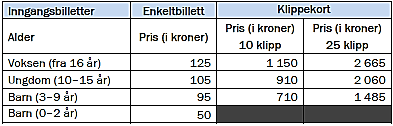 Inngangsbilletter Enkeltbillett Klippekort
Alder Pris (i kroner) Pris (i kroner) 10 klipp Pris (i kroner) 25 klipp
Voksen (fra 16 år) 125 1 150 2 665
Ungdom (10–15 år) 105 910 2 060
Barn (3–9 år) 95 710 1 485
Barn (0–2 år) 50